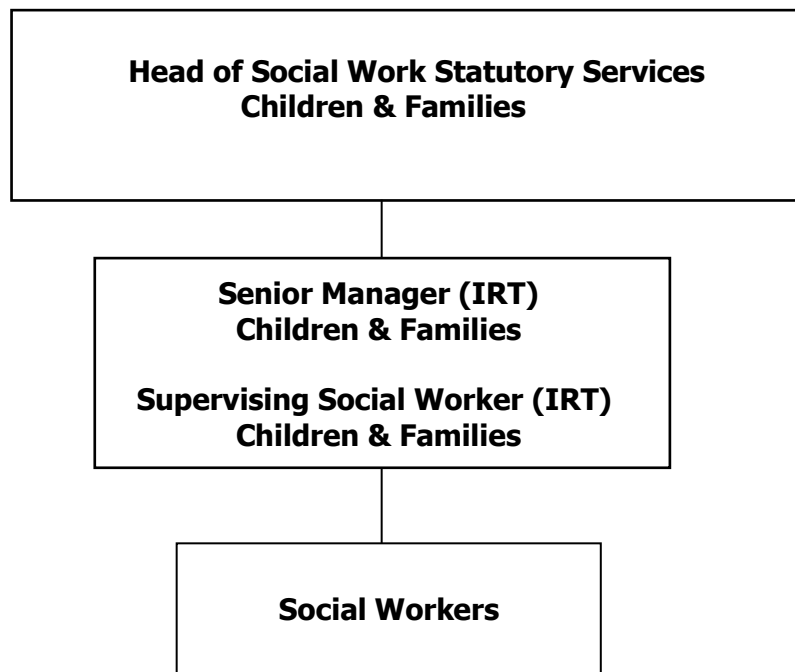 Head of Social Work Statutory Services
Children & Families
Senior Manager (IRT)
Children & Families
Supervising Social Worker (IRT)
Children & Families
Social Workers